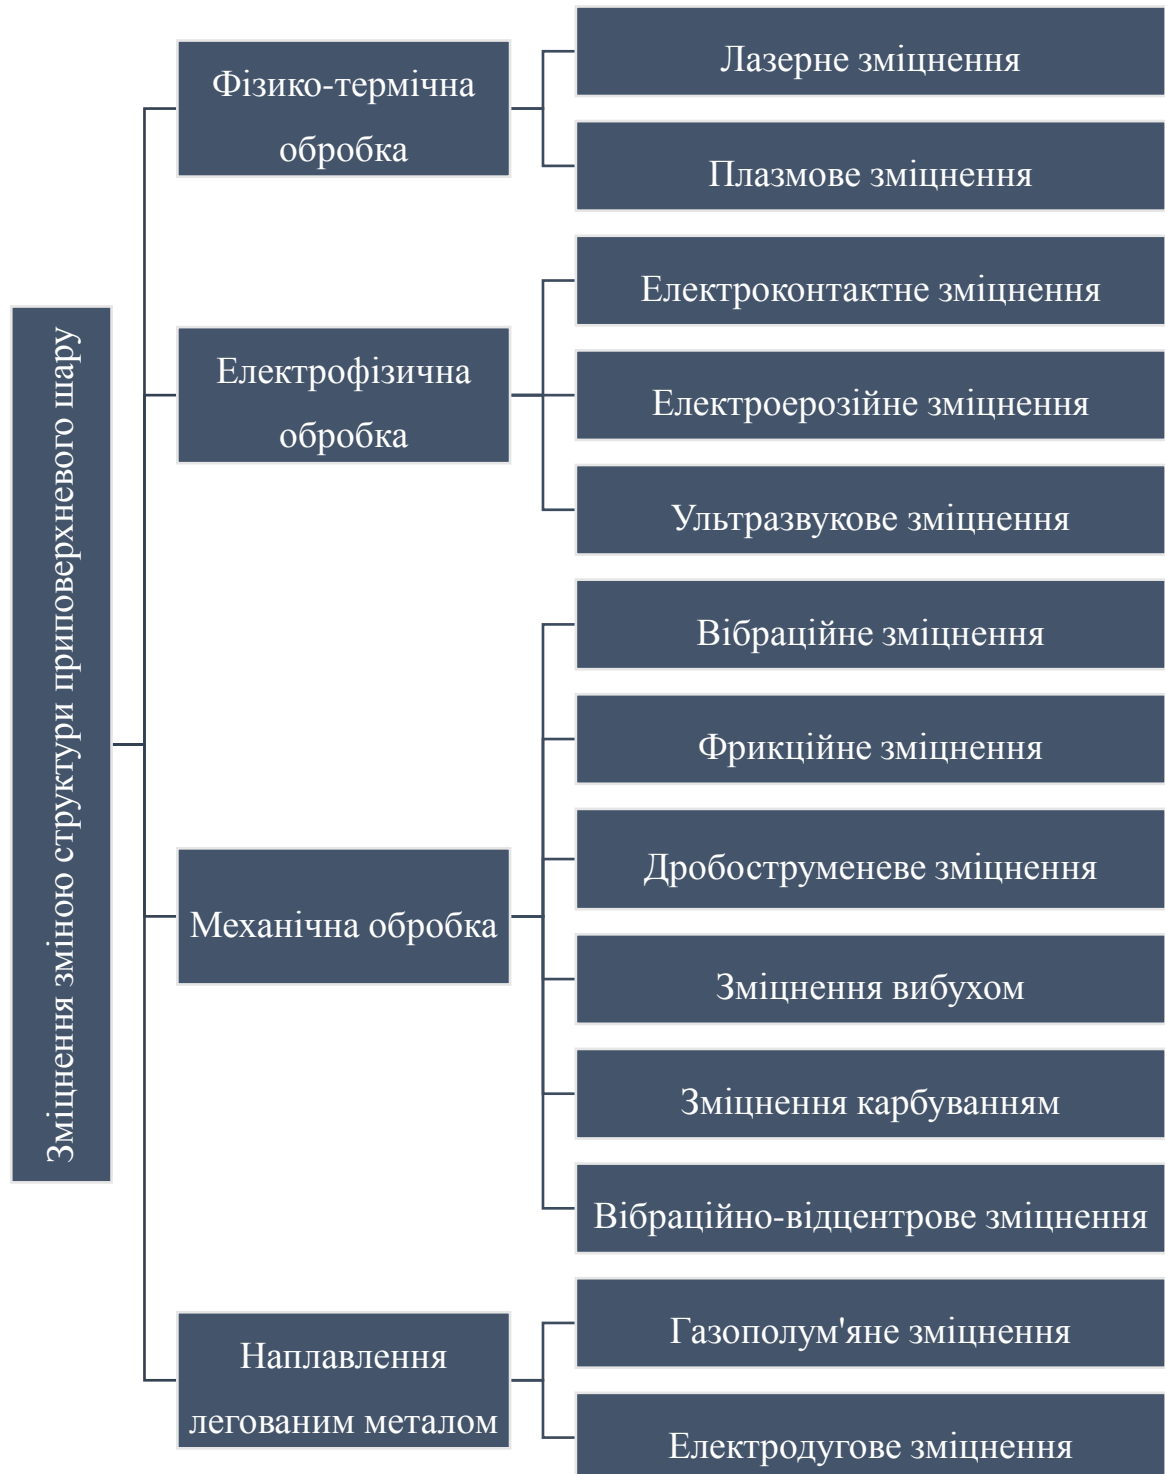 Зміцнення зміною структури приповерхневого шару
Фізико-термічна
обробка
Лазерне зміцнення
Плазмове зміцнення
Електрофізична
обробка
Електроконтактне зміцнення
Електроерозійне зміцнення
Ультразвукове зміцнення
Механічна обробка
Вібраційне зміцнення
Фрикційне зміцнення
Дробоструменеве зміцнення
Зміцнення вибухом
Зміцнення карбуванням
Вібраційно-відцентрове зміцнення
Наплавлення
легованим металом
Газополум'яне зміцнення
Електродугове зміцнення